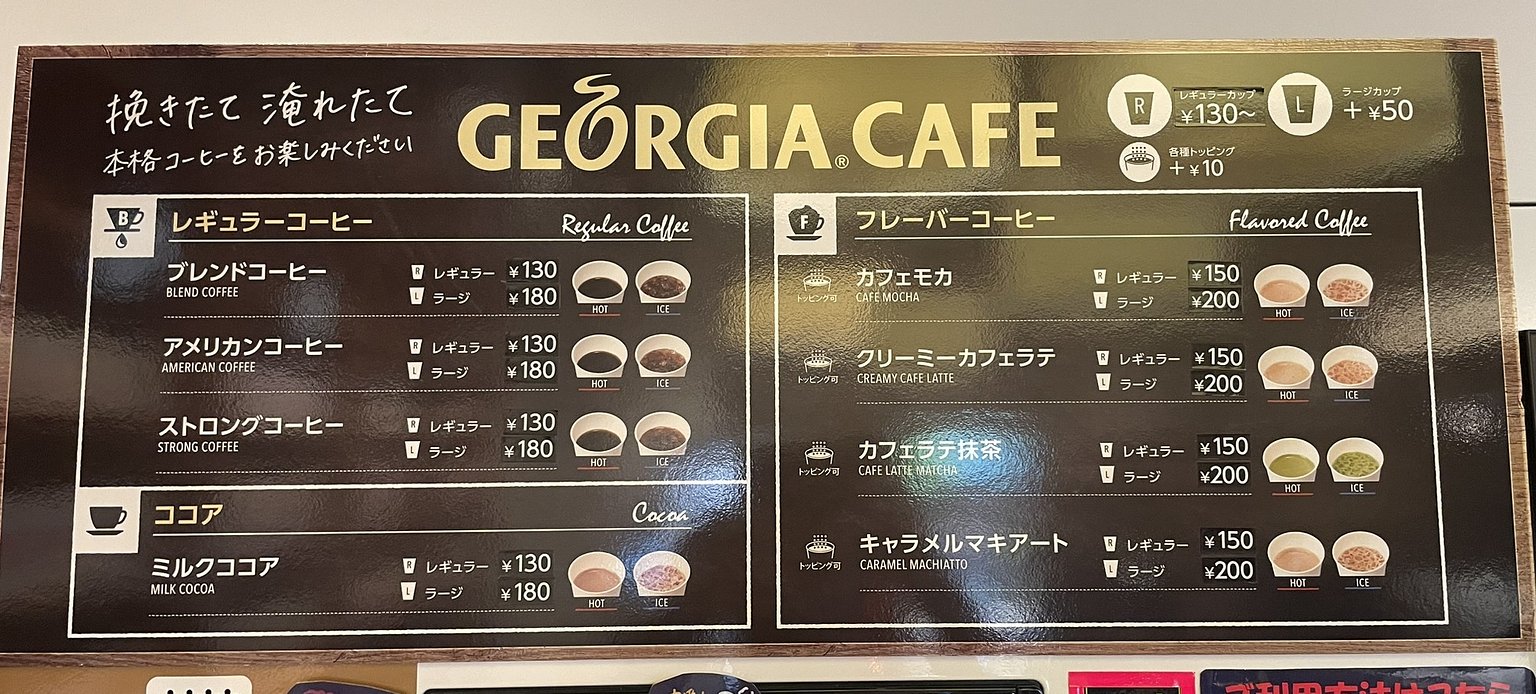 挽きたて 淹れたて
本格コーヒーをお楽しみください
GEORGIA CAFE®
R
レギュラーカップ
¥130〜
L
ラージカップ
+¥50
各種トッピング
+¥10
B
レギュラーコーヒー
Regular Coffee
ブレンドコーヒー
BLEND COFFEE
R レギュラー ¥130
L ラージ ¥180
HOT ICE
アメリカンコーヒー
AMERICAN COFFEE
R レギュラー ¥130
L ラージ ¥180
HOT ICE
ストロングコーヒー
STRONG COFFEE
R レギュラー ¥130
L ラージ ¥180
HOT ICE
ココア
Cocoa
ミルクココア
MILK COCOA
R レギュラー ¥130
L ラージ ¥180
HOT ICE
F
フレーバーコーヒー
Flavored Coffee
トッピング可
カフェモカ
CAFE MOCHA
R レギュラー ¥150
L ラージ ¥200
HOT ICE
トッピング可
クリーミーカフェラテ
CREAMY CAFE LATTE
R レギュラー ¥150
L ラージ ¥200
HOT ICE
トッピング可
カフェラテ抹茶
CAFE LATTE MATCHA
R レギュラー ¥150
L ラージ ¥200
HOT ICE
トッピング可
キャラメルマキアート
CARAMEL MACHIATTO
R レギュラー ¥150
L ラージ ¥200
HOT ICE